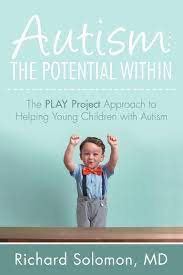 Autism:
THE POTENTIAL WITHIN
The PLAY Project Approach to
Helping Young Children with Autism
Richard Solomon, MD